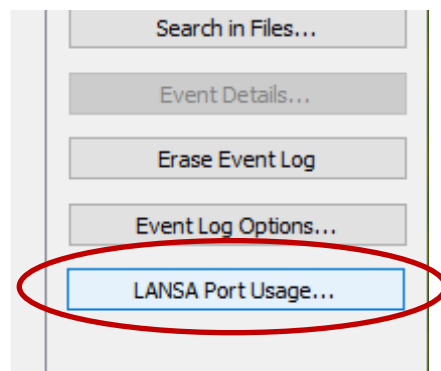 Search in Files...
Event Details...
Erase Event Log
Event Log Options...
LANSA Port Usage...